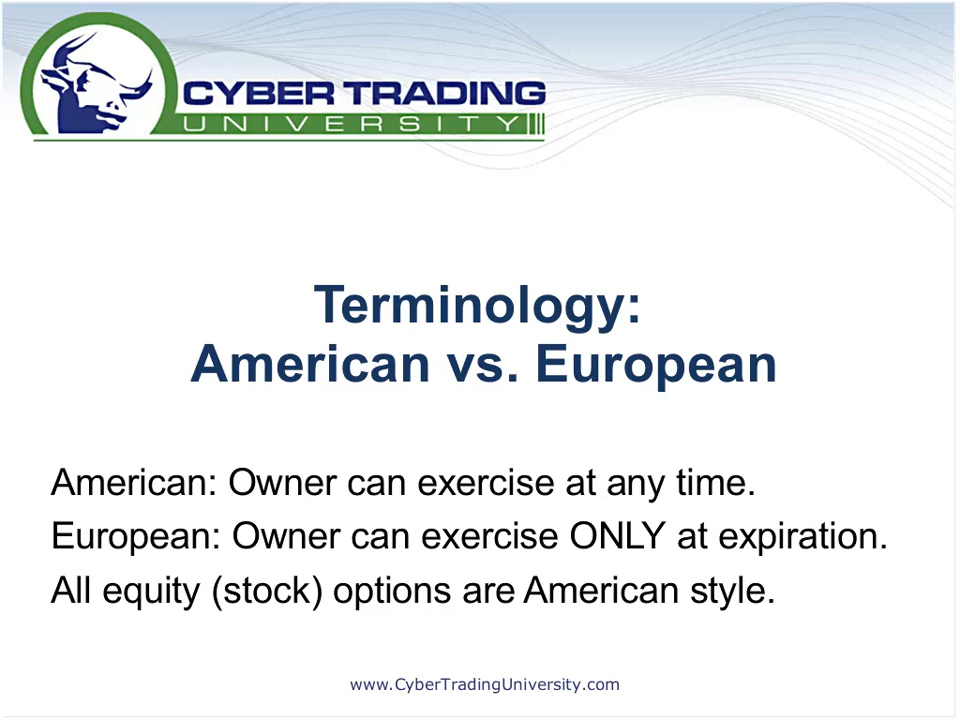 CYBER TRADING
UNIVERSITY
Terminology:
American vs. European
American: Owner can exercise at any time.
European: Owner can exercise ONLY at expiration.
All equity (stock) options are American style.
www.CyberTradingUniversity.com